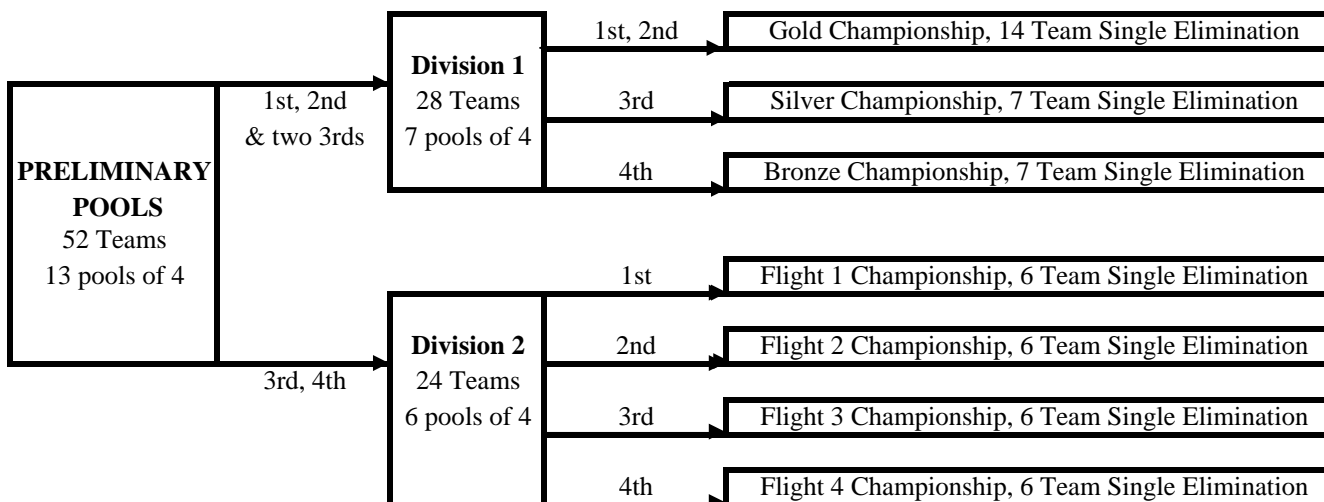 PRELIMINARY
POOLS
52 Teams
13 pools of 4
1st, 2nd
& two 3rds
3rd, 4th
Division 1
28 Teams
7 pools of 4
1st, 2nd
Gold Championship, 14 Team Single Elimination
3rd
Silver Championship, 7 Team Single Elimination
4th
Bronze Championship, 7 Team Single Elimination
Division 2
24 Teams
6 pools of 4
1st
Flight 1 Championship, 6 Team Single Elimination
2nd
Flight 2 Championship, 6 Team Single Elimination
3rd
Flight 3 Championship, 6 Team Single Elimination
4th
Flight 4 Championship, 6 Team Single Elimination